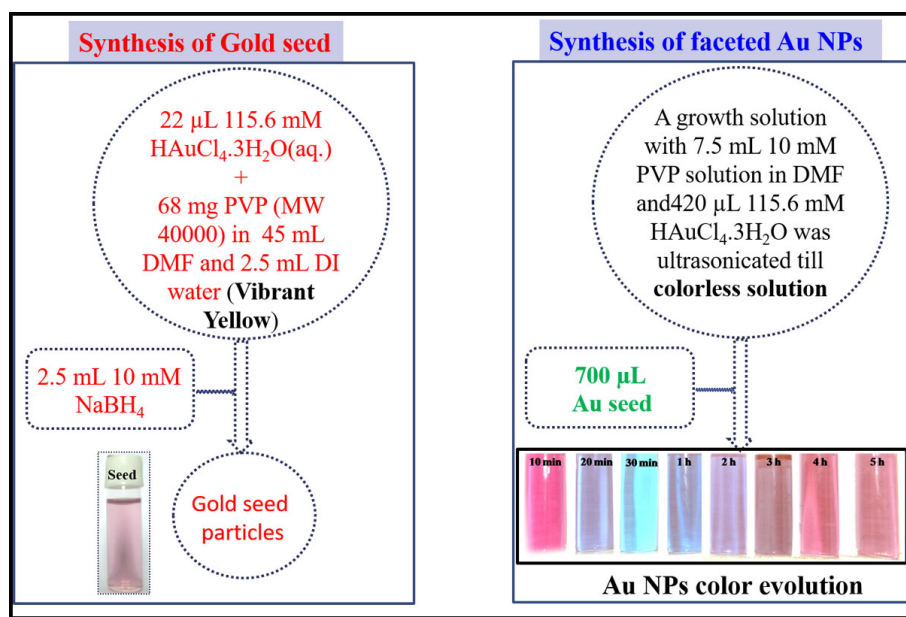 Synthesis of Gold seed
22 µL 115.6 mM
HAuCl₄.3H₂O(aq.)
+
68 mg PVP (MW
40000) in 45 mL
DMF and 2.5 mL DI
water (Vibrant
Yellow)
2.5 mL 10 mM
NaBH₄
Seed
Gold seed
particles
Synthesis of faceted Au NPs
A growth solution
with 7.5 mL 10 mM
PVP solution in DMF
and420 µL 115.6 mM
HAuCl₄.3H₂O was
ultrasonicated till
colorless solution
700 µL
Au seed
10 min 20 min 30 min 1 h 2 h 3 h 4 h 5 h
Au NPs color evolution